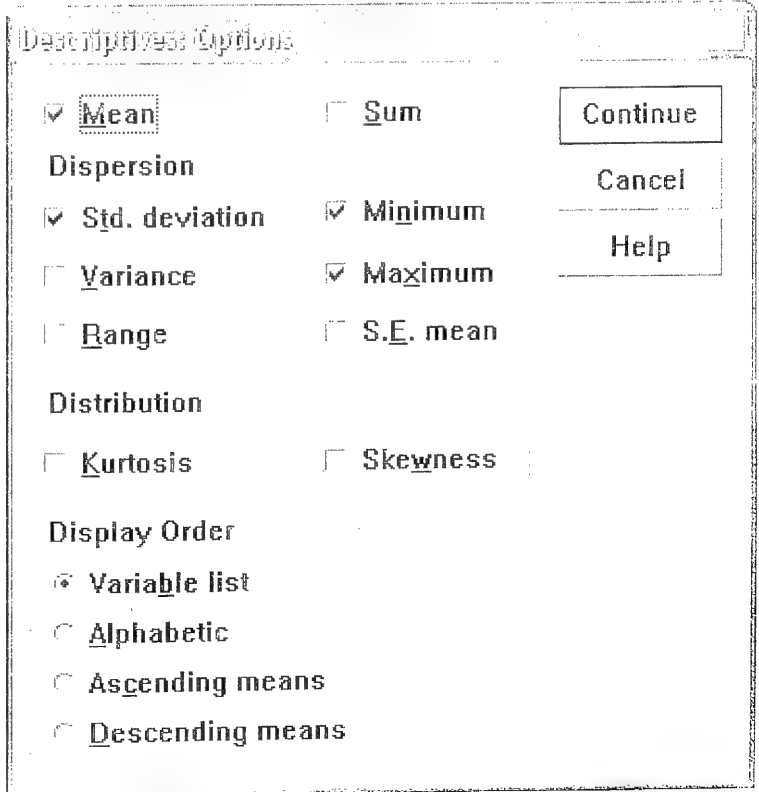 Descriptives: Options
Mean
Sum
Continue
Dispersion
Cancel
Std. deviation
Minimum
Help
Variance
Maximum
Range
S.E. mean
Distribution
Kurtosis
Skewness
Display Order
Variable list
Alphabetic
Ascending means
Descending means